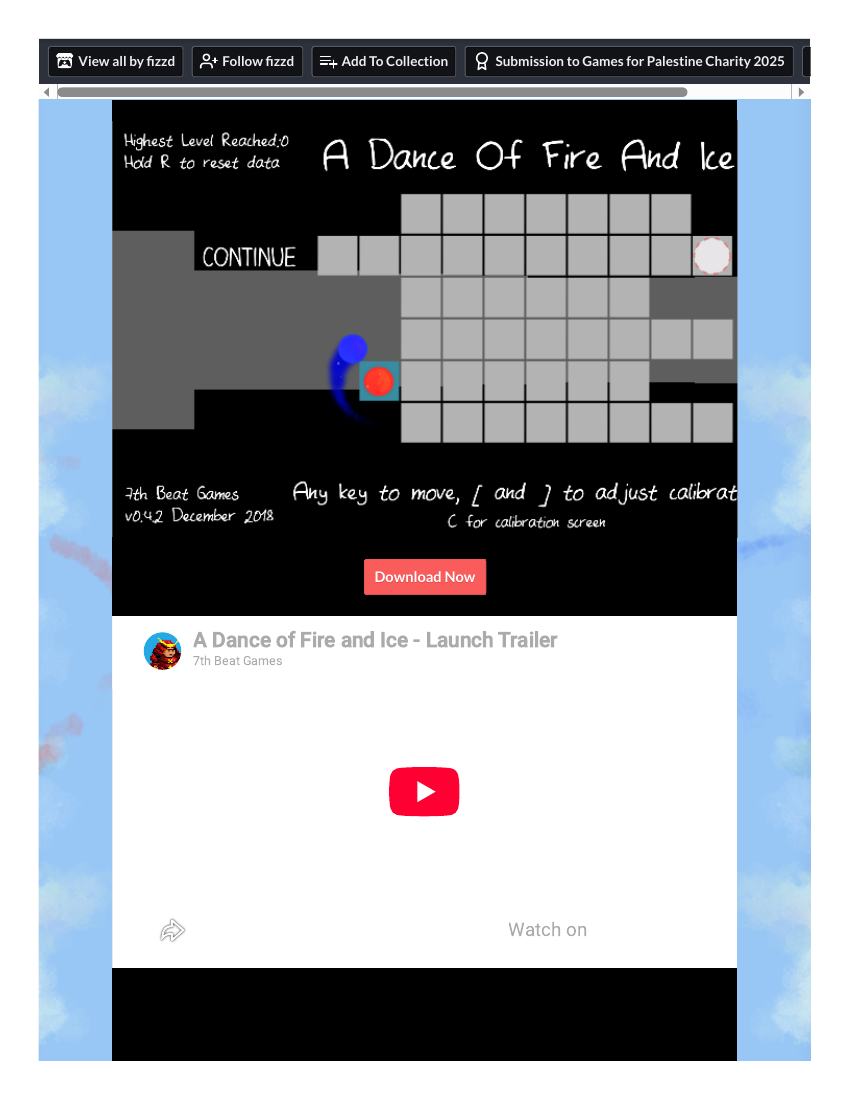 View all by fizzd
Follow fizzd
Add To Collection
Submission to Games for Palestine Charity 2025
Highest Level Reached:0
Hold R to reset data
A Dance Of Fire And Ice
CONTINUE
7th Beat Games
v0.4.2 December 2018
Any key to move, [ and ] to adjust calibrat
C for calibration screen
Download Now
A Dance of Fire and Ice - Launch Trailer
7th Beat Games
Watch on